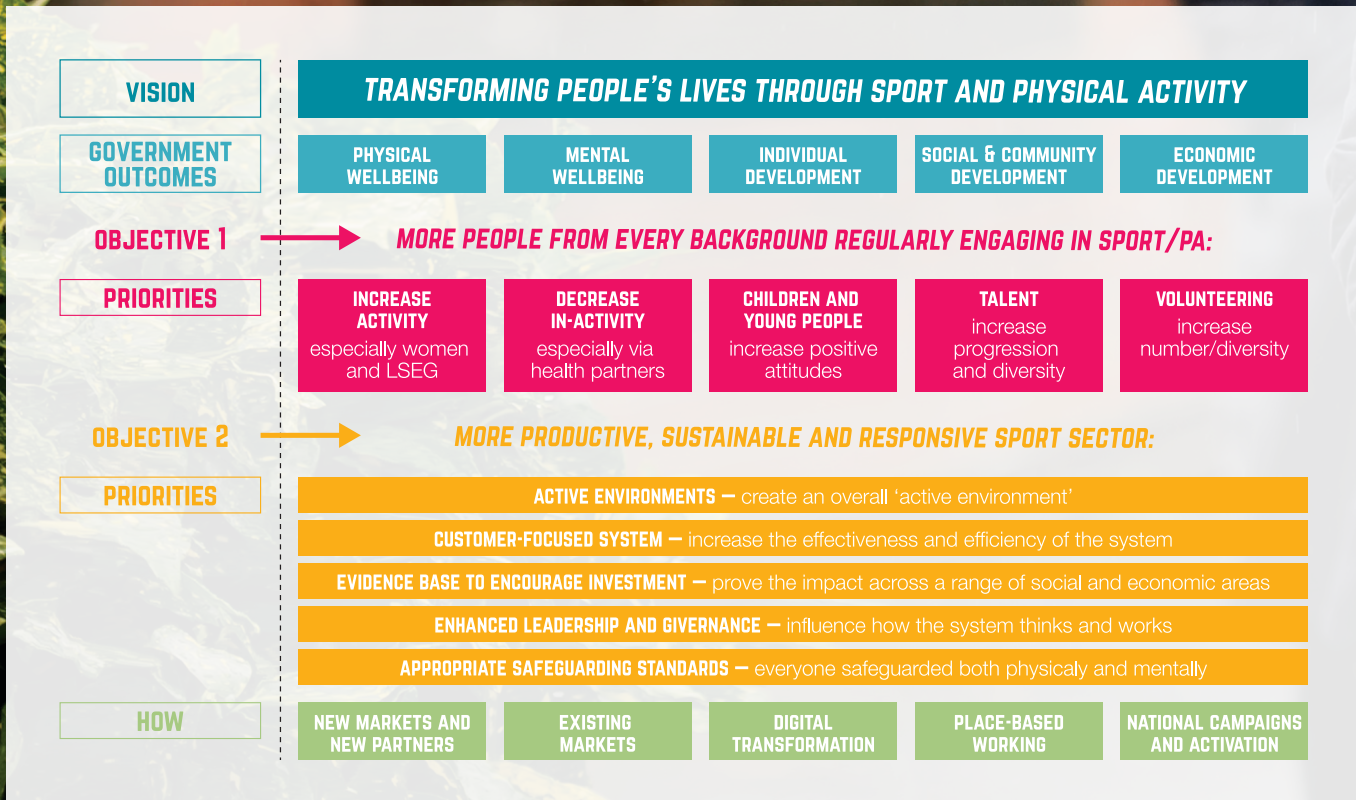 VISION
TRANSFORMING PEOPLE'S LIVES THROUGH SPORT AND PHYSICAL ACTIVITY
GOVERNMENT
OUTCOMES
PHYSICAL
WELLBEING
MENTAL
WELLBEING
INDIVIDUAL
DEVELOPMENT
SOCIAL & COMMUNITY
DEVELOPMENT
ECONOMIC
DEVELOPMENT
OBJECTIVE 1
MORE PEOPLE FROM EVERY BACKGROUND REGULARLY ENGAGING IN SPORT/PA:
PRIORITIES
INCREASE
ACTIVITY
especially women
and LSEG
DECREASE
IN-ACTIVITY
especially via
health partners
CHILDREN AND
YOUNG PEOPLE
increase positive
attitudes
TALENT
increase
progression
and diversity
VOLUNTEERING
increase
number/diversity
OBJECTIVE 2
MORE PRODUCTIVE, SUSTAINABLE AND RESPONSIVE SPORT SECTOR:
PRIORITIES
ACTIVE ENVIRONMENTS – create an overall 'active environment'
CUSTOMER-FOCUSED SYSTEM – increase the effectiveness and efficiency of the system
EVIDENCE BASE TO ENCOURAGE INVESTMENT – prove the impact across a range of social and economic areas
ENHANCED LEADERSHIP AND GIVERNANCE – influence how the system thinks and works
APPROPRIATE SAFEGUARDING STANDARDS – everyone safeguarded both physicaly and mentally
HOW
NEW MARKETS AND
NEW PARTNERS
EXISTING
MARKETS
DIGITAL
TRANSFORMATION
PLACE-BASED
WORKING
NATIONAL CAMPAIGNS
AND ACTIVATION